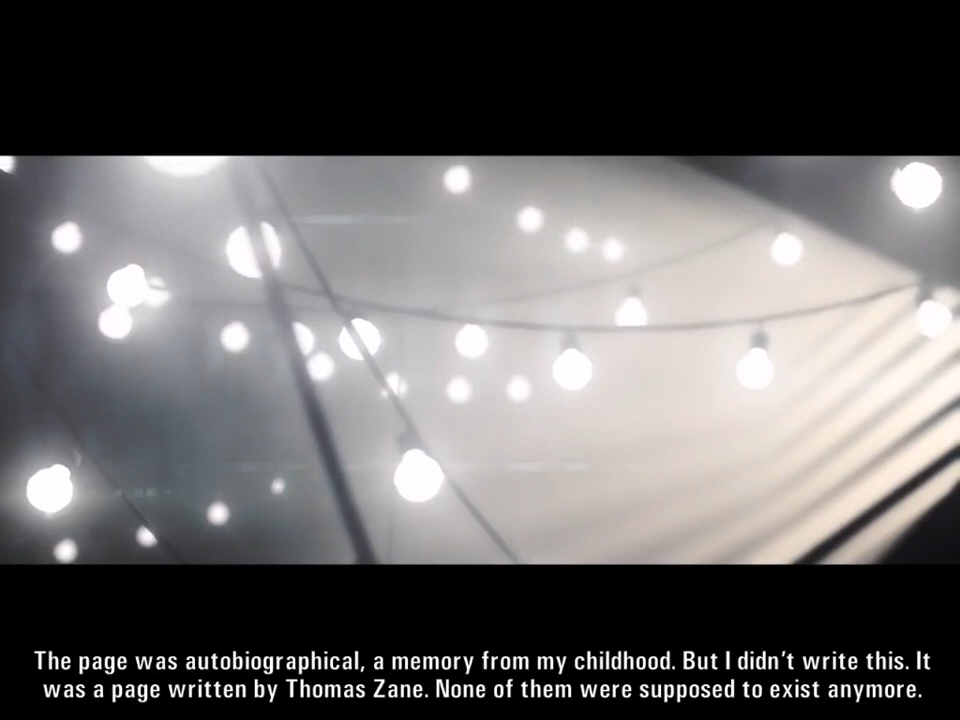 The page was autobiographical, a memory from my childhood. But I didn't write this. It
was a page written by Thomas Zane. None of them were supposed to exist anymore.